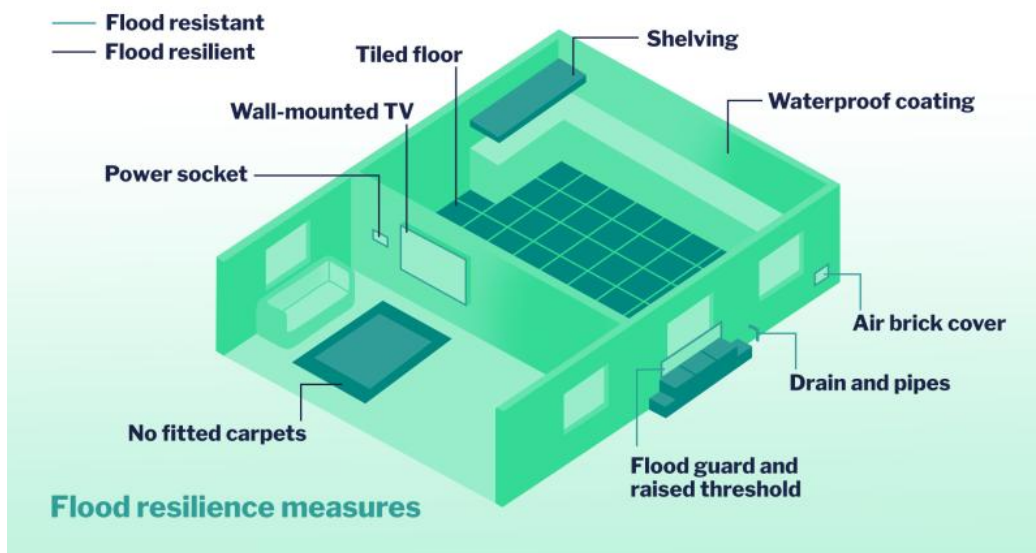 Flood resistant
Flood resilient
Shelving
Tiled floor
Waterproof coating
Wall-mounted TV
Power socket
Air brick cover
Drain and pipes
No fitted carpets
Flood guard and
raised threshold
Flood resilience measures